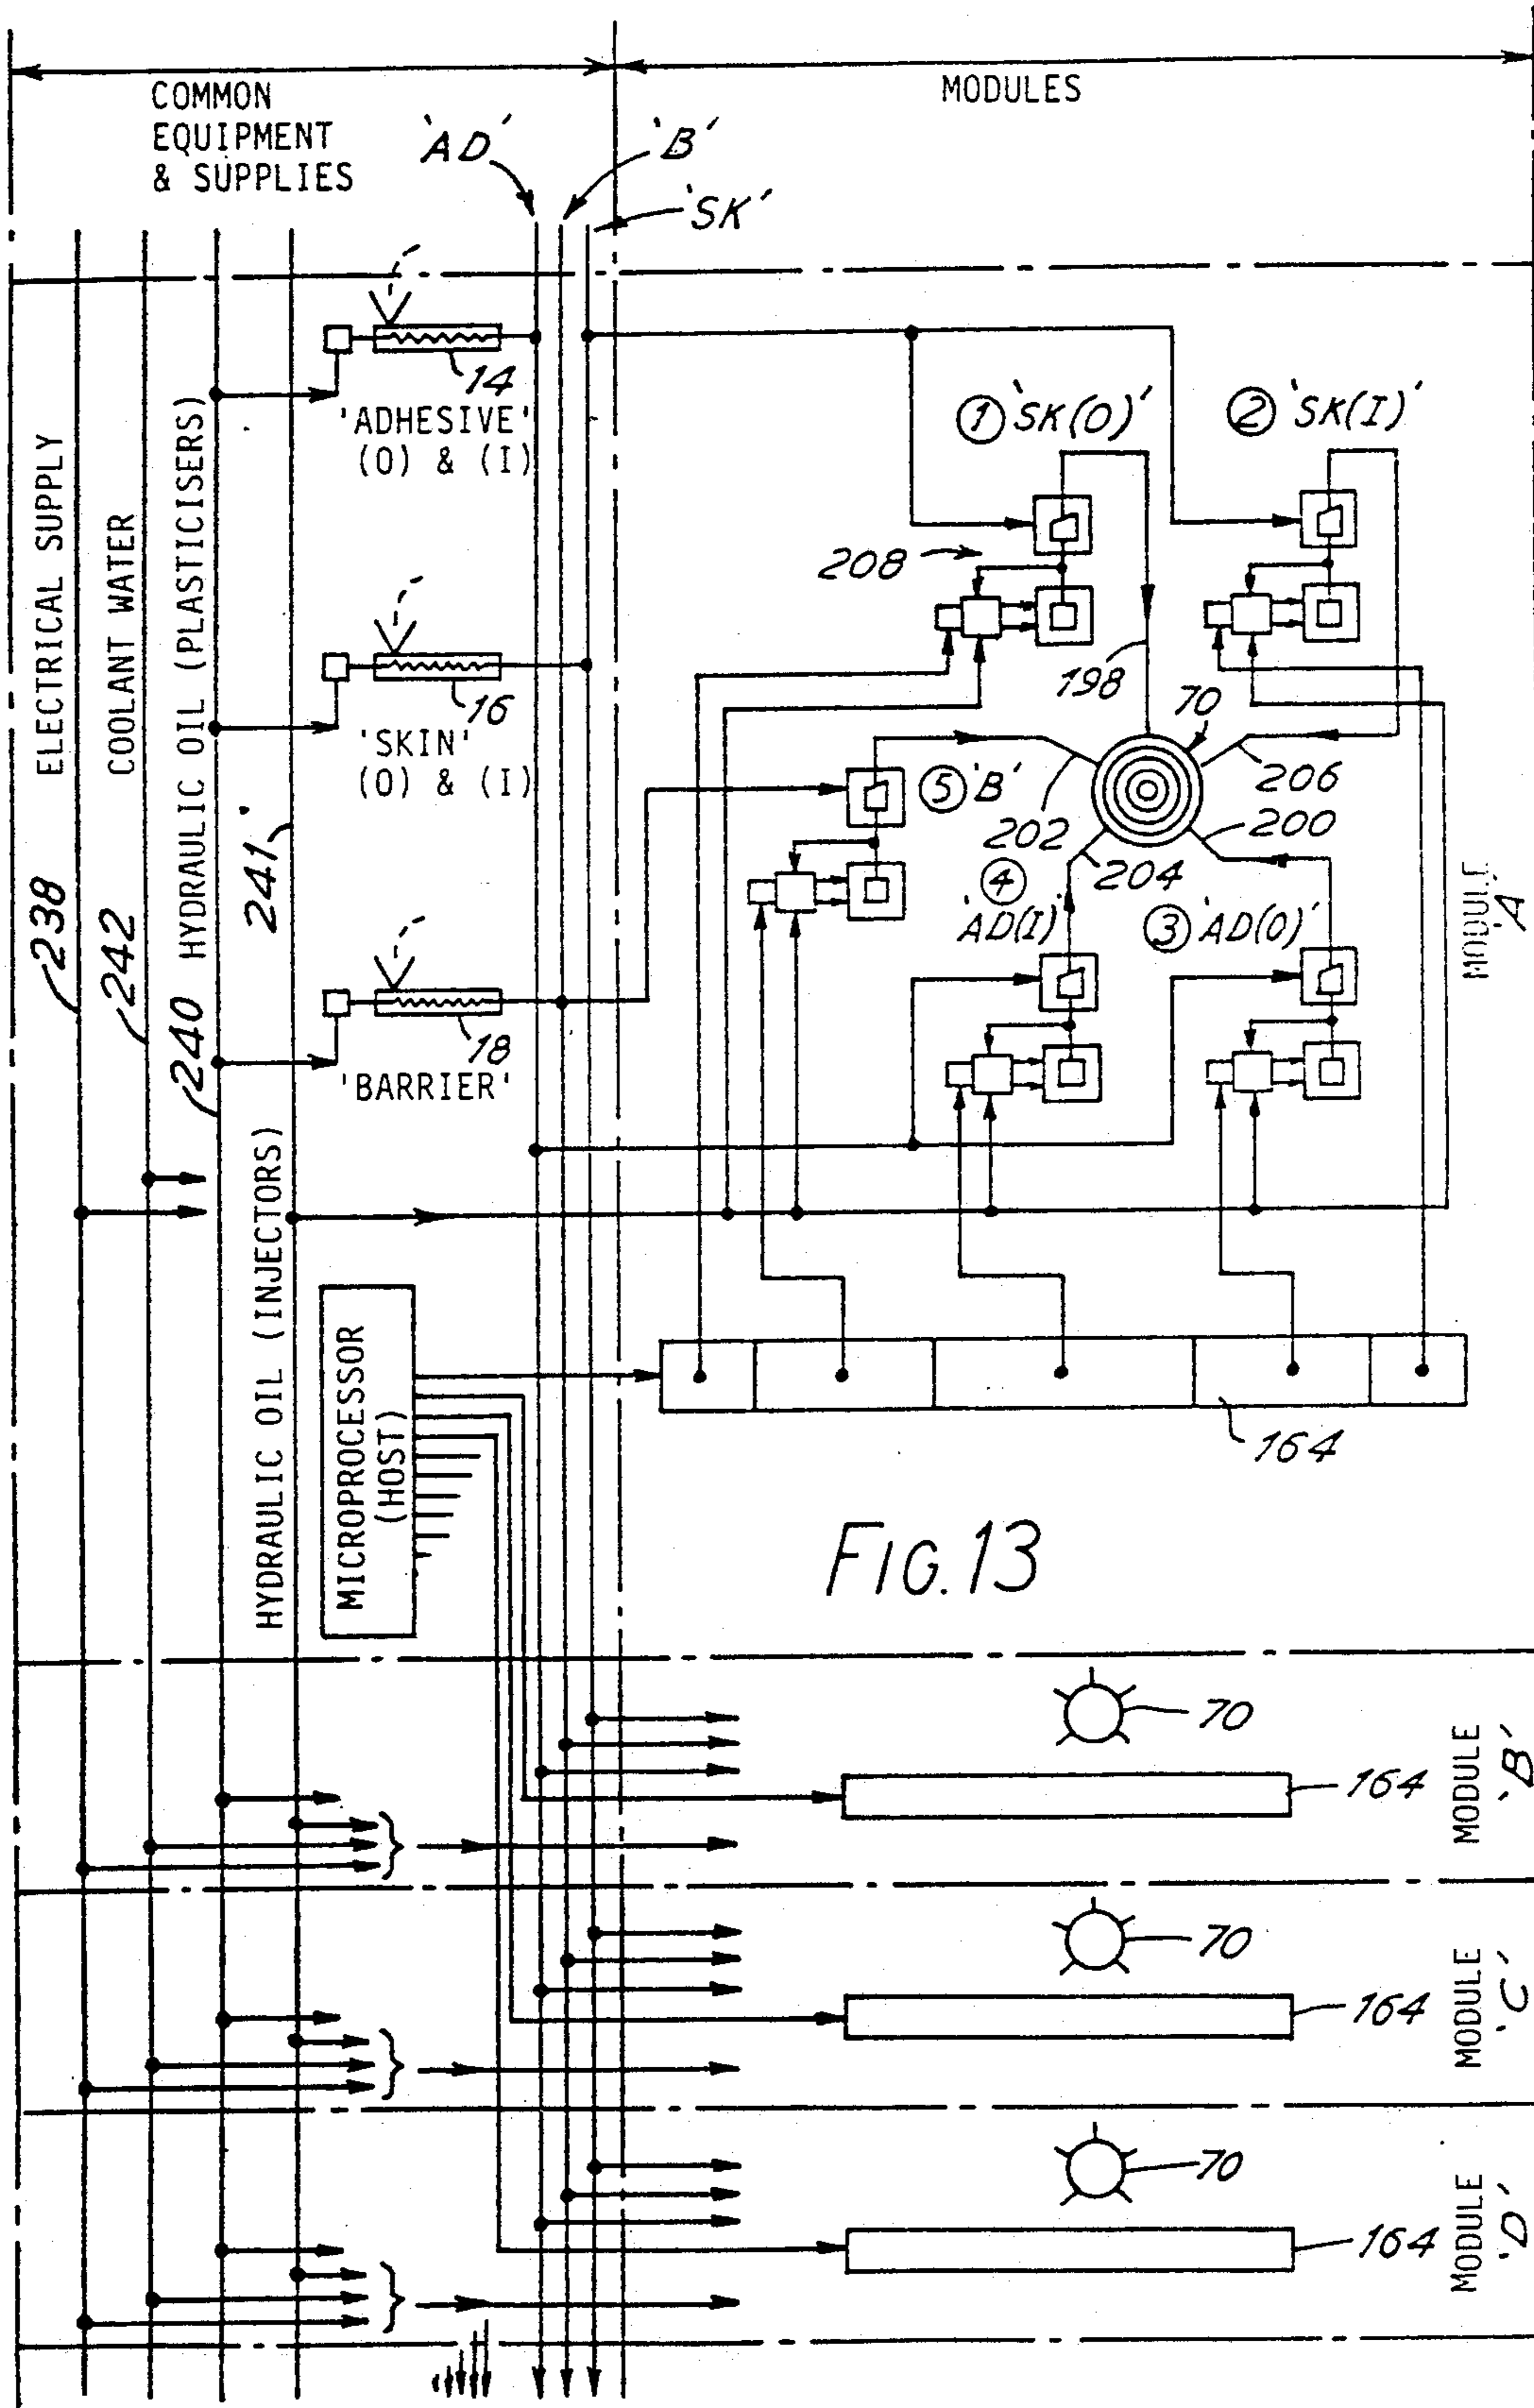 COMMON
EQUIPMENT
& SUPPLIES
MODULES
'AD'
'B'
'SK'
14
'ADHESIVE'
(O) & (I)
16
'SKIN'
(O) & (I)
18
'BARRIER'
ELECTRICAL SUPPLY
238
COOLANT WATER
242
HYDRAULIC OIL (PLASTICISERS)
240
241
HYDRAULIC OIL (INJECTORS)
MICROPROCESSOR
(HOST)
1 'SK(O)'
2 'SK(I)'
208
198
70
206
5 'B'
202
200
4
204
'AD(I)'
3 'AD(O)'
MODULE
'A'
164
FIG. 13
70
164
MODULE
'B'
70
164
MODULE
'C'
70
164
MODULE
'D'